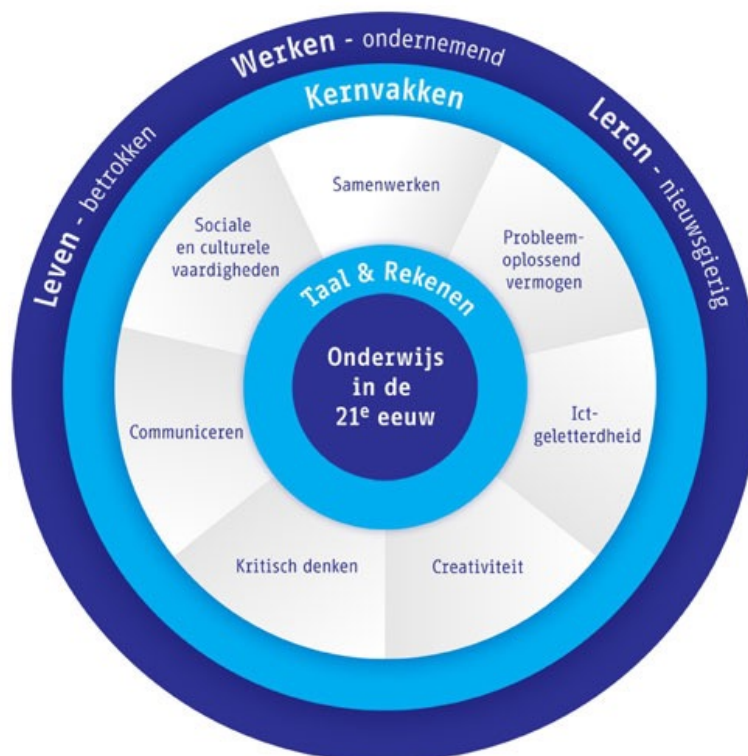 Werken - ondernemend
Leven - betrokken
Leren - nieuwsgierig
Kernvakken
Samenwerken
Probleem-
oplossend
vermogen
Ict-
geletterdheid
Creativiteit
Kritisch denken
Communiceren
Sociale
en culturele
vaardigheden
Taal & Rekenen
Onderwijs
in de
21e eeuw